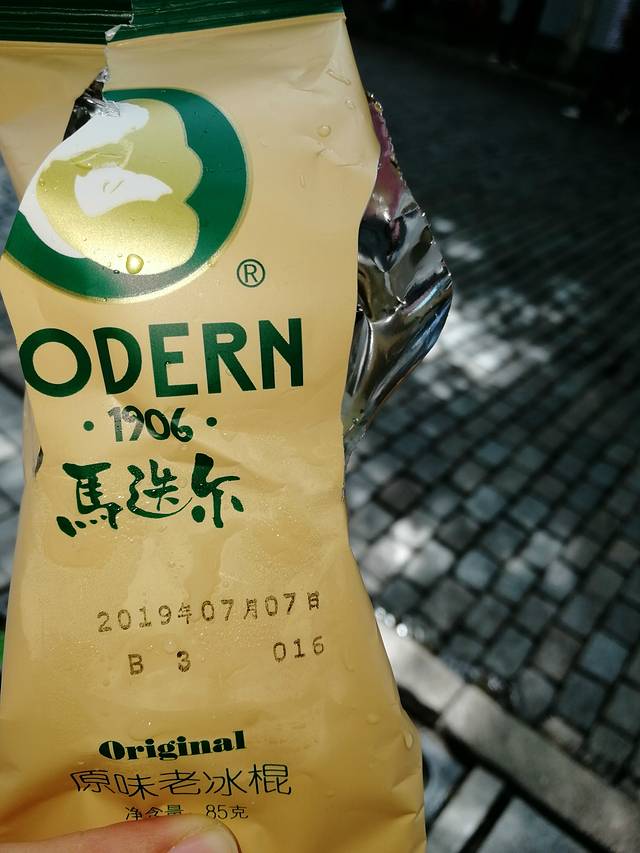 ®
ODERN
·1906·
馬迭尔
2019年07月07日
B 3 016
Original
原味老冰棍
净含量 85克